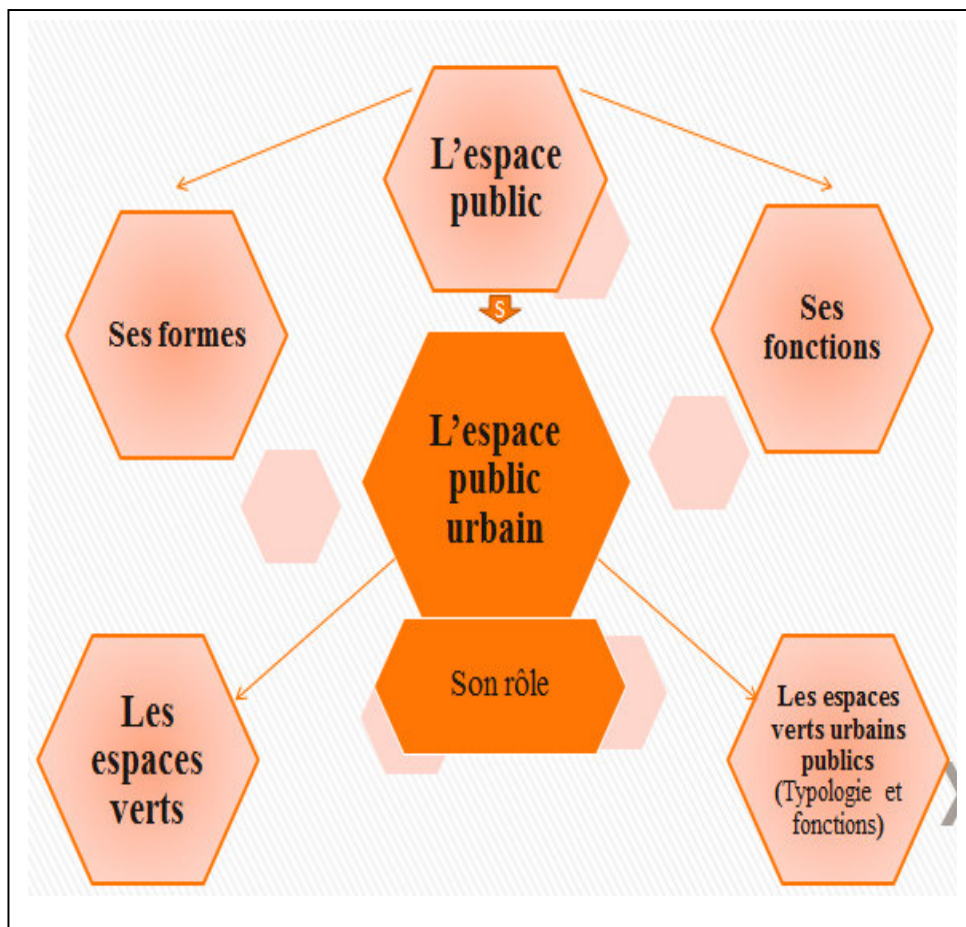 L’espace
public
Ses formes
Ses
fonctions
S
L’espace
public
urbain
Son rôle
Les
espaces
verts
Les espaces
verts urbains
publics
(Typologie et
fonctions)